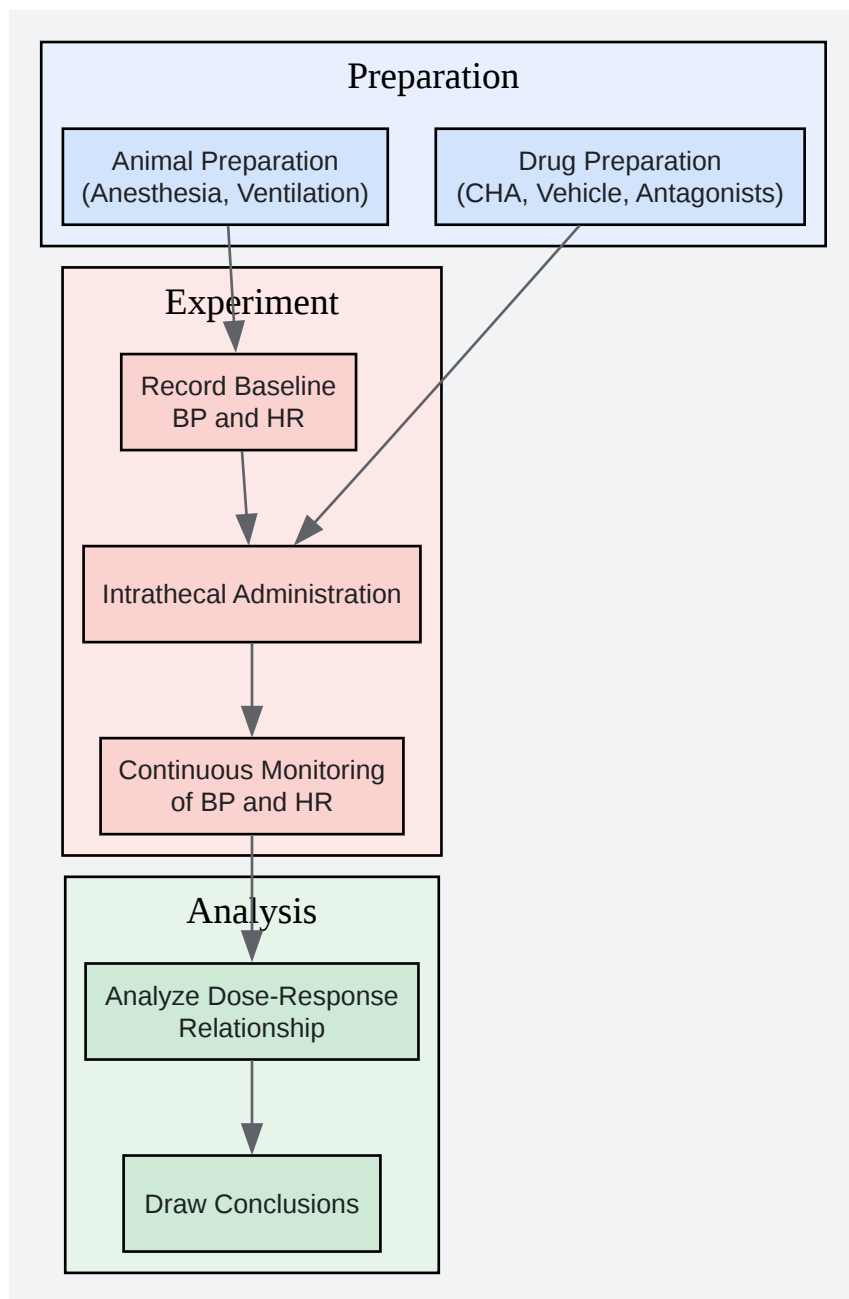 Preparation
Animal Preparation
(Anesthesia, Ventilation)
Drug Preparation
(CHA, Vehicle, Antagonists)
Experiment
Record Baseline
BP and HR
Intrathecal Administration
Continuous Monitoring
of BP and HR
Analysis
Analyze Dose-Response
Relationship
Draw Conclusions